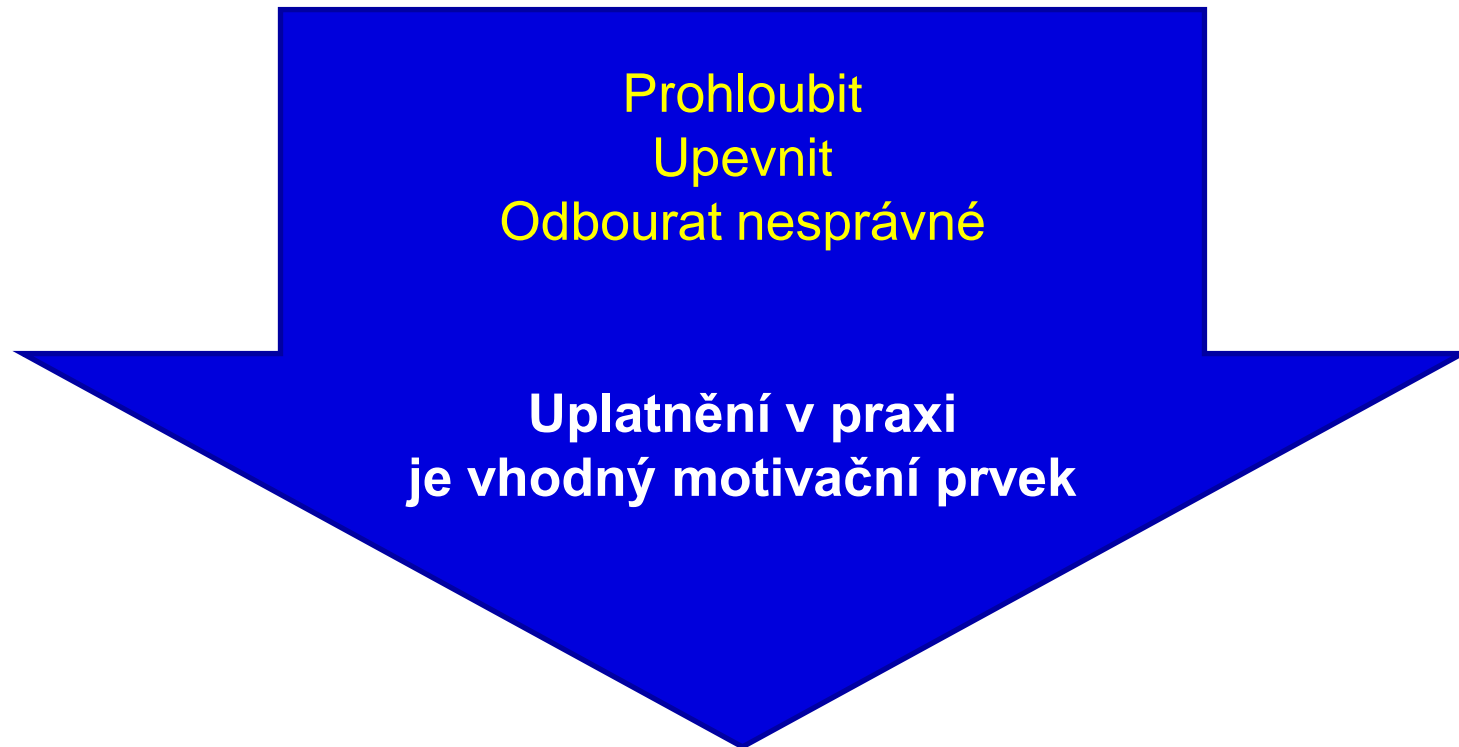 Prohloubit
Upevnit
Odbourat nesprávné
Uplatnění v praxi
je vhodný motivační prvek